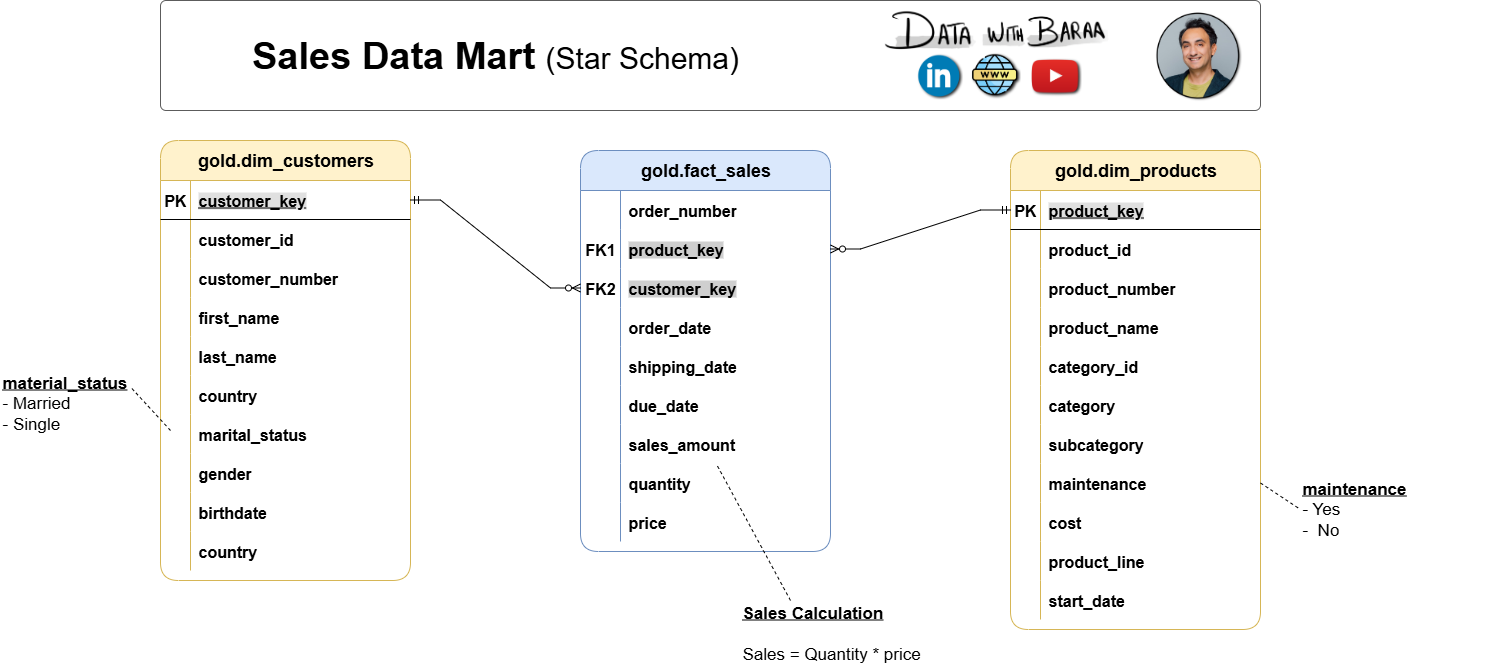 Sales Data Mart (Star Schema)
DATA WITH BARAA
in
WWW
gold.dim_customers
PK customer_key
customer_id
customer_number
first_name
last_name
country
marital_status
gender
birthdate
country
material_status
- Married
- Single
gold.fact_sales
order_number
FK1 product_key
FK2 customer_key
order_date
shipping_date
due_date
sales_amount
quantity
price
Sales Calculation
Sales = Quantity * price
gold.dim_products
PK product_key
product_id
product_number
product_name
category_id
category
subcategory
maintenance
cost
product_line
start_date
maintenance
- Yes
- No